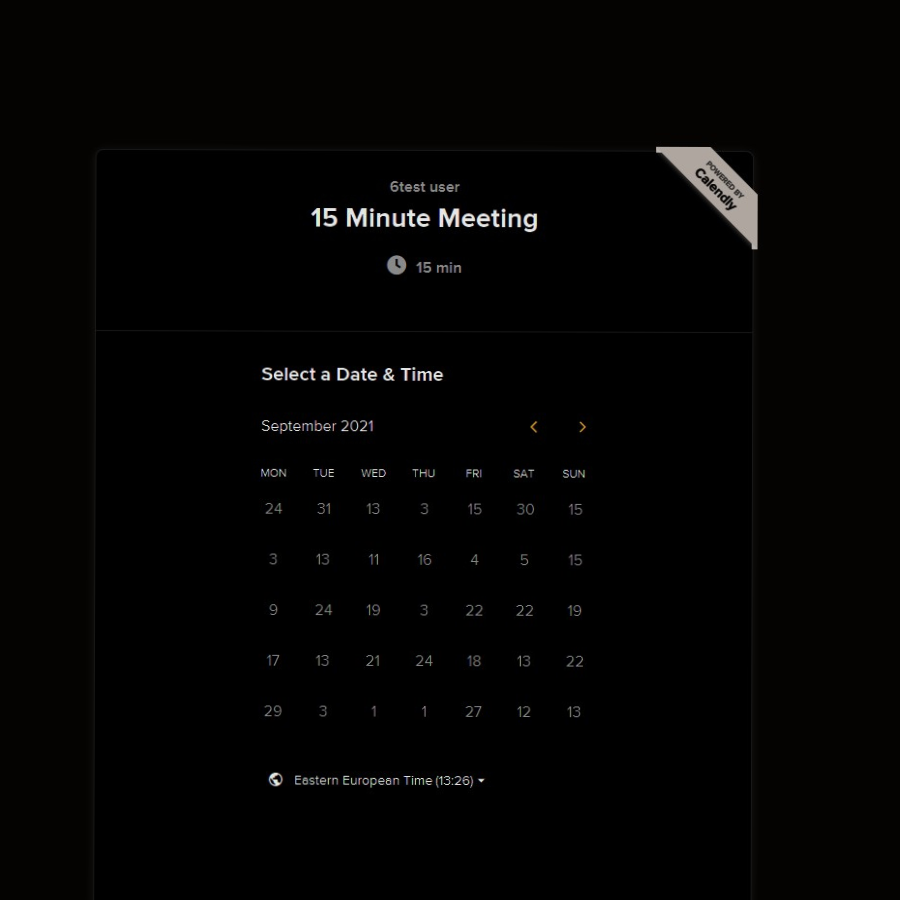 POWERED BY
Calendly
6test user
15 Minute Meeting
15 min
Select a Date & Time
September 2021
MON TUE WED THU FRI SAT SUN
24 31 13 3 15 30 15
3 13 11 16 4 5 15
9 24 19 3 22 22 19
17 13 21 24 18 13 22
29 3 1 1 27 12 13
Eastern European Time (13:26)